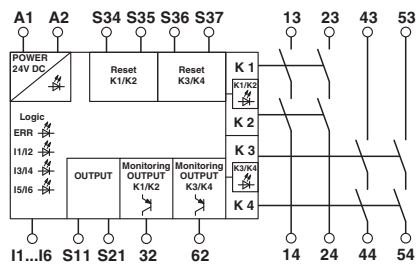 A1 A2 S34 S35 S36 S37 13 23 43 53
POWER
24V DC
Reset
K1/K2
Reset
K3/K4
K 1
K1/K2
K 2
Logic
ERR
I1/I2
I3/I4
I5/I6
OUTPUT
Monitoring
OUTPUT
K1/K2
Monitoring
OUTPUT
K3/K4
K 3
K3/K4
K 4
I1...I6 S11 S21 32 62 14 24 44 54